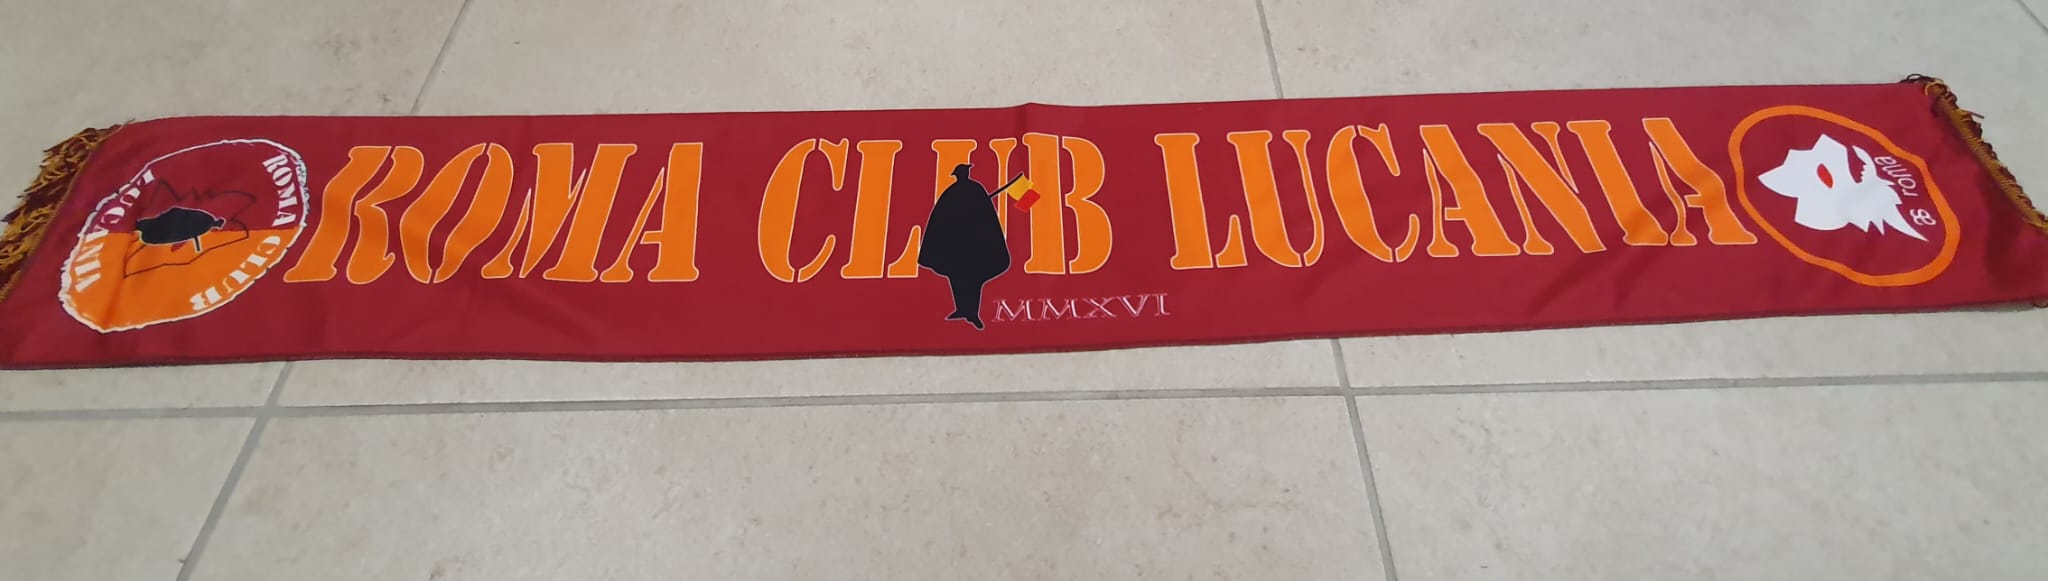 ROMA CLUB
LUCANIA
ROMA CLUB LUCANIA
MMXVI
as roma